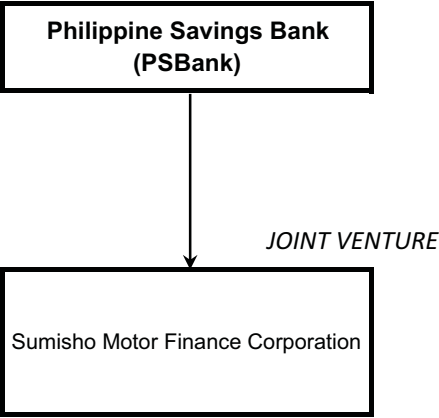 Philippine Savings Bank
(PSBank)
JOINT VENTURE
Sumisho Motor Finance Corporation